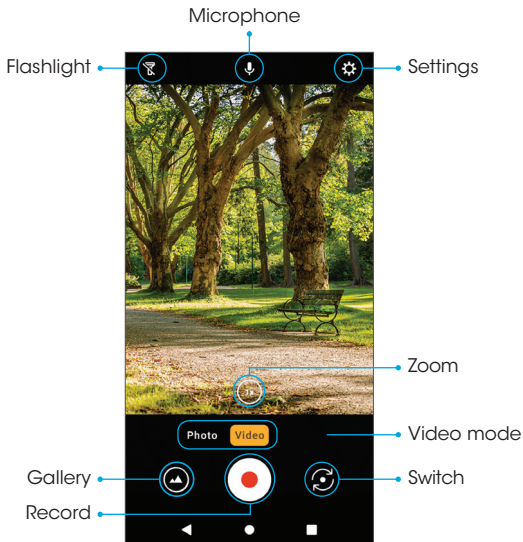 Microphone
Flashlight
Settings
Zoom
Photo Video
Video mode
Gallery
Switch
Record